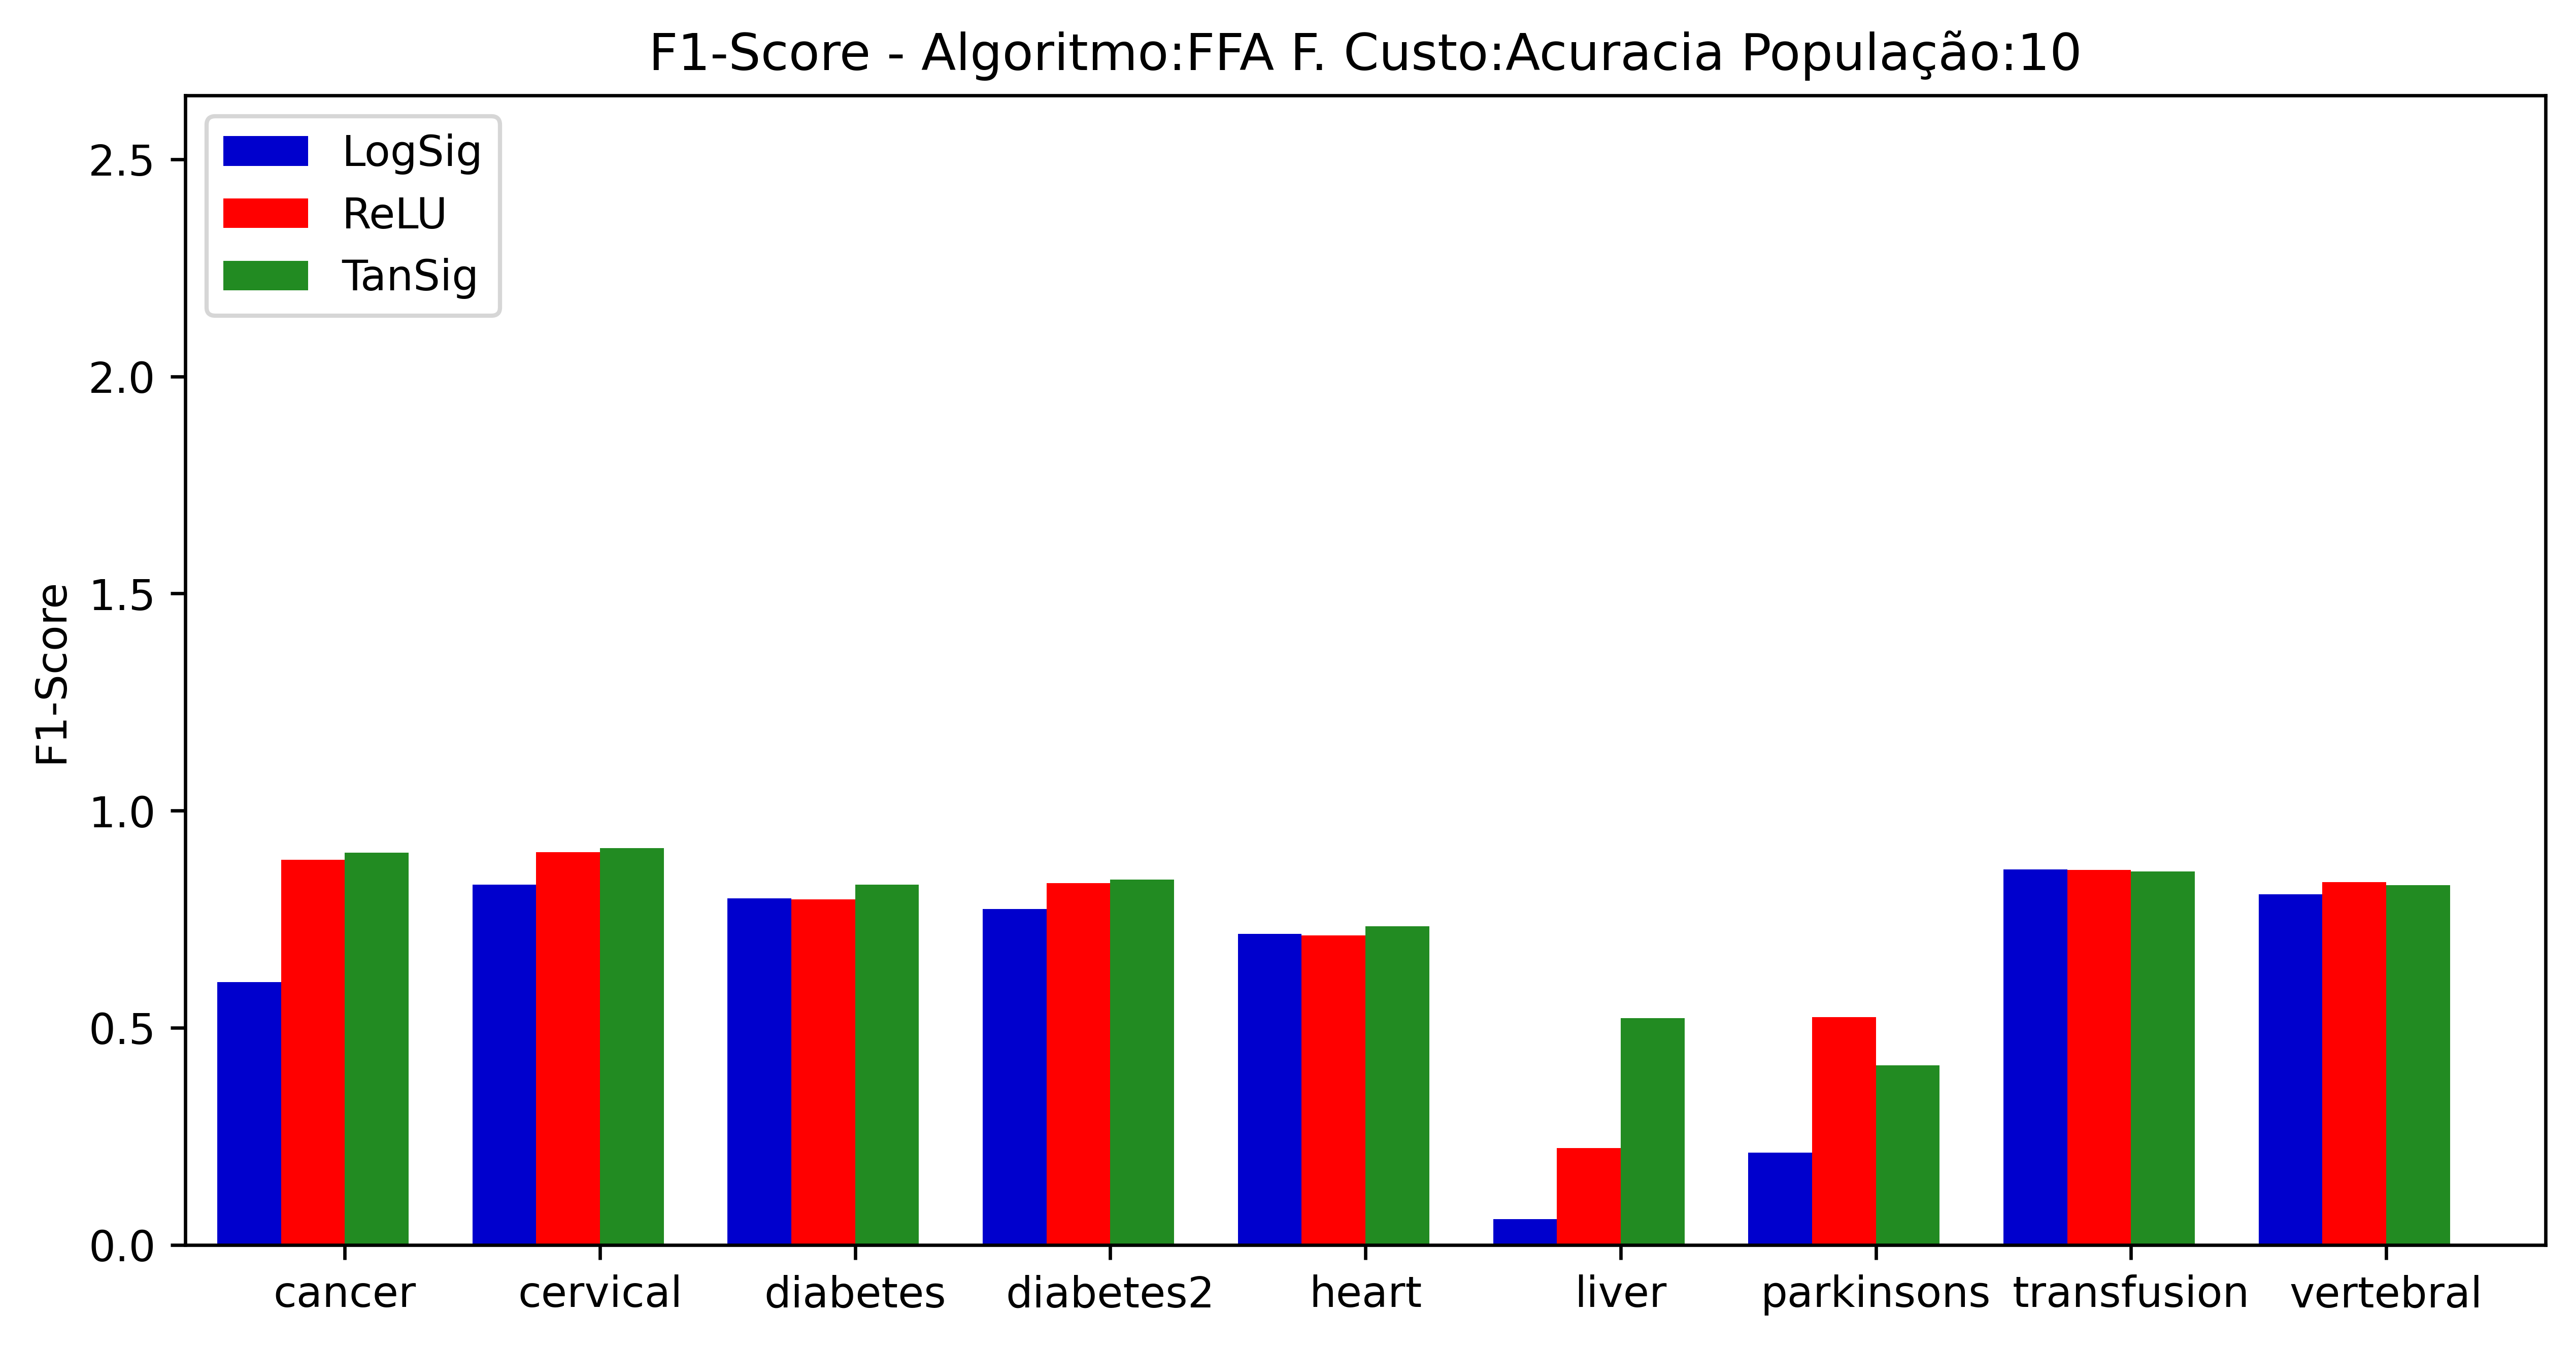 F1-Score - Algoritmo:FFA F. Custo:Acuracia População:10
LogSig
ReLU
TanSig
F1-Score
2.5
2.0
1.5
1.0
0.5
0.0
cancer cervical diabetes diabetes2 heart liver parkinsons transfusion vertebral